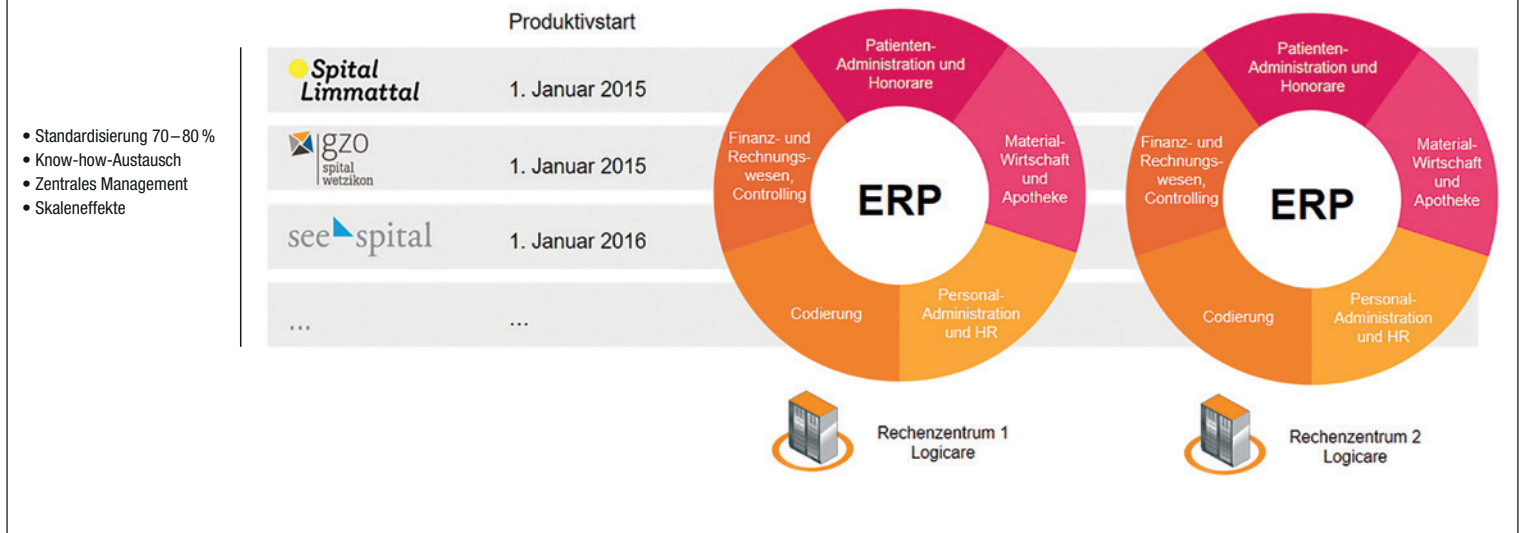 Produktivstart
• Standardisierung 70–80 %
• Know-how-Austausch
• Zentrales Management
• Skaleneffekte
Spital
Limmattal
1. Januar 2015
gzo
spital
wetzikon
1. Januar 2015
see spital
1. Januar 2016
...
...
Patienten-
Administration und
Honorare
Finanz- und
Rechnungs-
wesen,
Controlling
ERP
Material-
Wirtschaft
und
Apotheke
Codierung
Personal-
Administration
und HR
Rechenzentrum 1
Logicare
Patienten-
Administration und
Honorare
Finanz- und
Rechnungs-
wesen,
Controlling
ERP
Material-
Wirtschaft
und
Apotheke
Codierung
Personal-
Administration
und HR
Rechenzentrum 2
Logicare